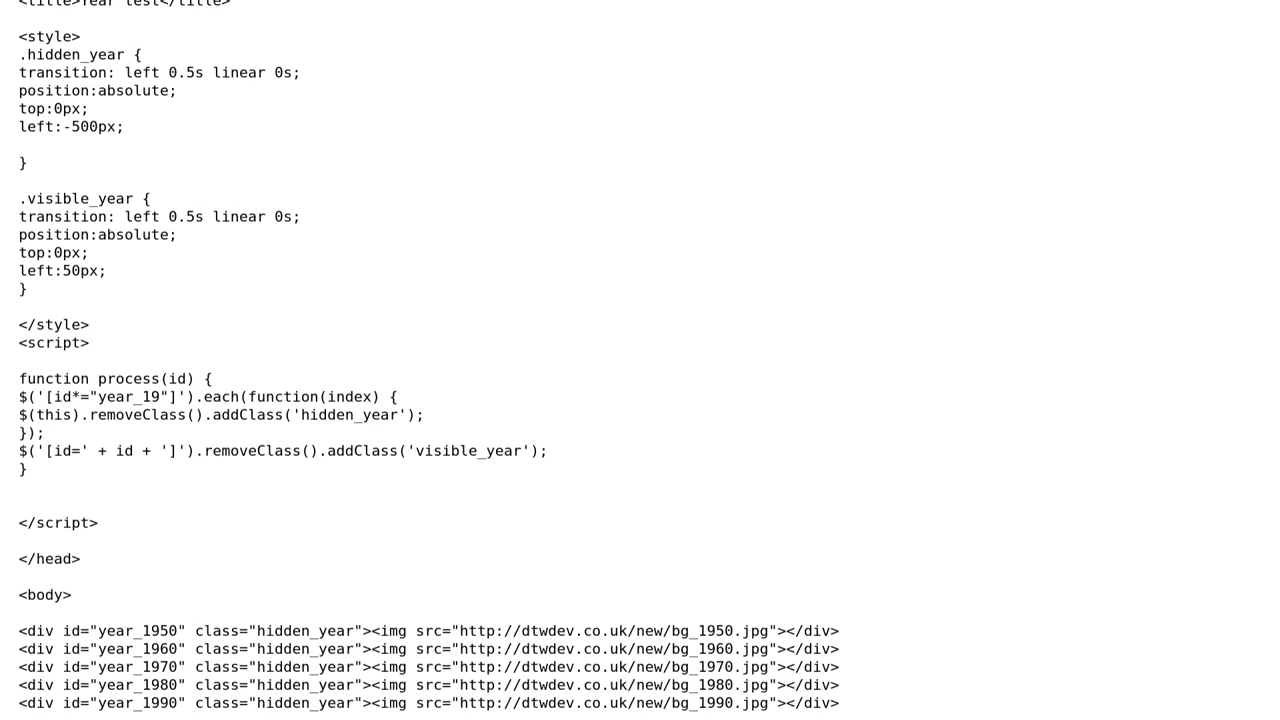 <title>Year test</title>
<style>
.hidden_year {
transition: left 0.5s linear 0s;
position:absolute;
top:0px;
left:-500px;
}
.visible_year {
transition: left 0.5s linear 0s;
position:absolute;
top:0px;
left:50px;
}
</style>
<script>
function process(id) {
$('[id*="year_19"]').each(function(index) {
$(this).removeClass().addClass('hidden_year');
});
$('[id=' + id + ']').removeClass().addClass('visible_year');
}
</script>
</head>
<body>
<div id="year_1950" class="hidden_year"><img src="http://dtwdev.co.uk/new/bg_1950.jpg"></div>
<div id="year_1960" class="hidden_year"><img src="http://dtwdev.co.uk/new/bg_1960.jpg"></div>
<div id="year_1970" class="hidden_year"><img src="http://dtwdev.co.uk/new/bg_1970.jpg"></div>
<div id="year_1980" class="hidden_year"><img src="http://dtwdev.co.uk/new/bg_1980.jpg"></div>
<div id="year_1990" class="hidden_year"><img src="http://dtwdev.co.uk/new/bg_1990.jpg"></div>